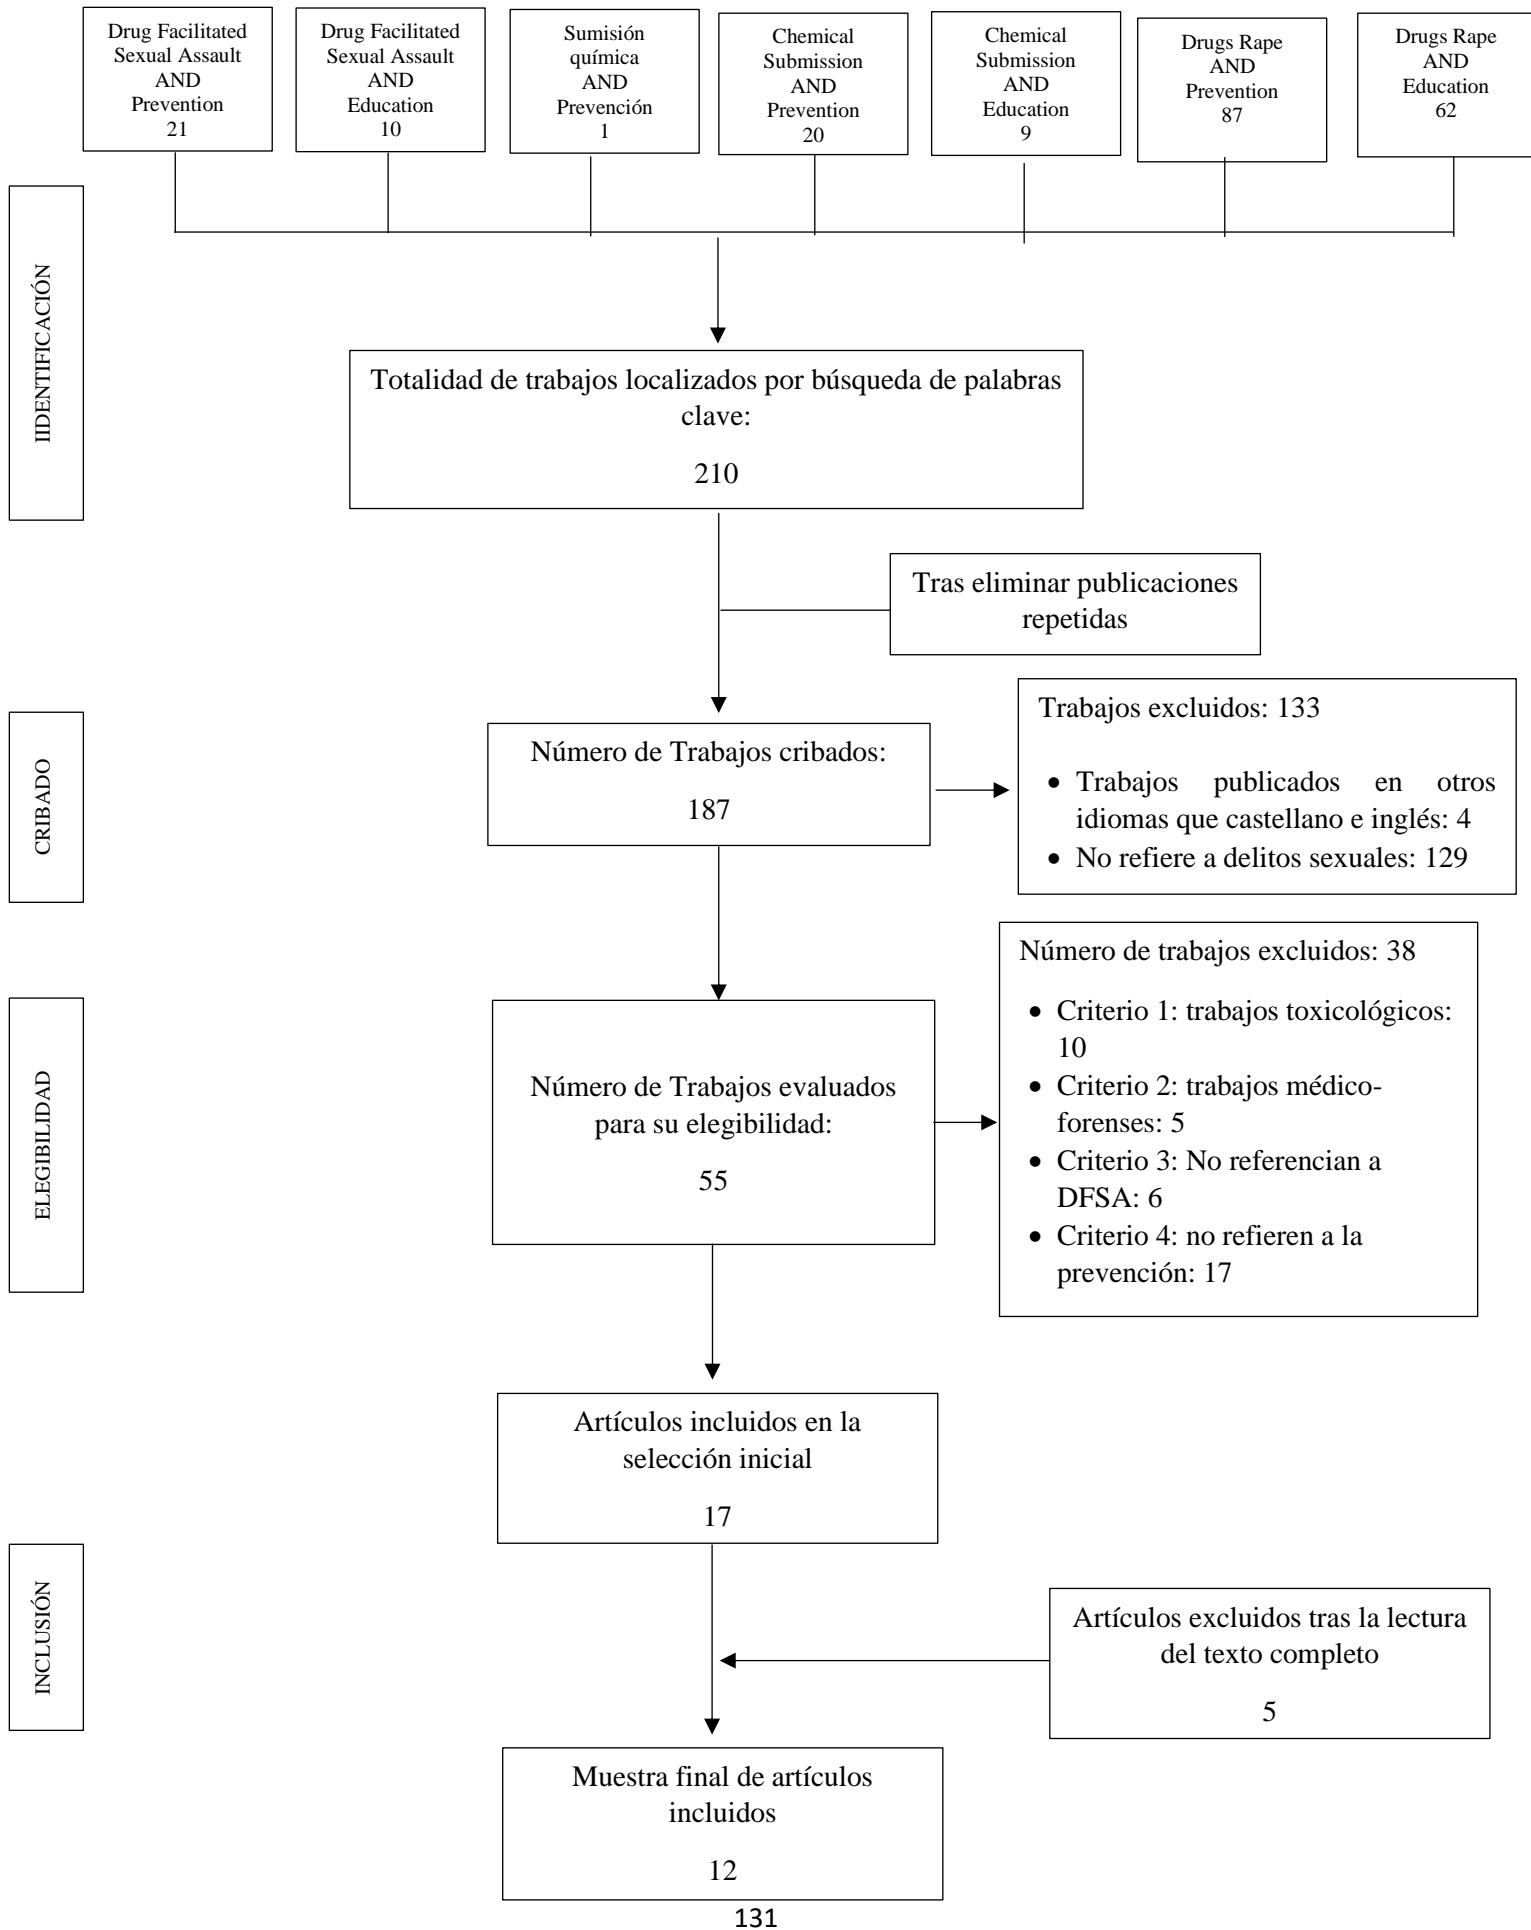 Drug Facilitated
Sexual Assault
AND
Prevention
21
Drug Facilitated
Sexual Assault
AND
Education
10
Sumisión
química
AND
Prevención
1
Chemical
Submission
AND
Prevention
20
Chemical
Submission
AND
Education
9
Drugs Rape
AND
Prevention
87
Drugs Rape
AND
Education
62
IIDENTIFICACIÓN
Totalidad de trabajos localizados por búsqueda de palabras
clave:
210
Tras eliminar publicaciones
repetidas
CRIBADO
Número de Trabajos cribados:
187
Trabajos excluidos: 133
• Trabajos publicados en otros
idiomas que castellano e inglés: 4
• No refiere a delitos sexuales: 129
ELEGIBILIDAD
Número de Trabajos evaluados
para su elegibilidad:
55
Número de trabajos excluidos: 38
• Criterio 1: trabajos toxicológicos:
10
• Criterio 2: trabajos médico-
forenses: 5
• Criterio 3: No referencian a
DFSA: 6
• Criterio 4: no refieren a la
prevención: 17
Artículos incluidos en la
selección inicial
17
INCLUSIÓN
Artículos excluidos tras la lectura
del texto completo
5
Muestra final de artículos
incluidos
12
131